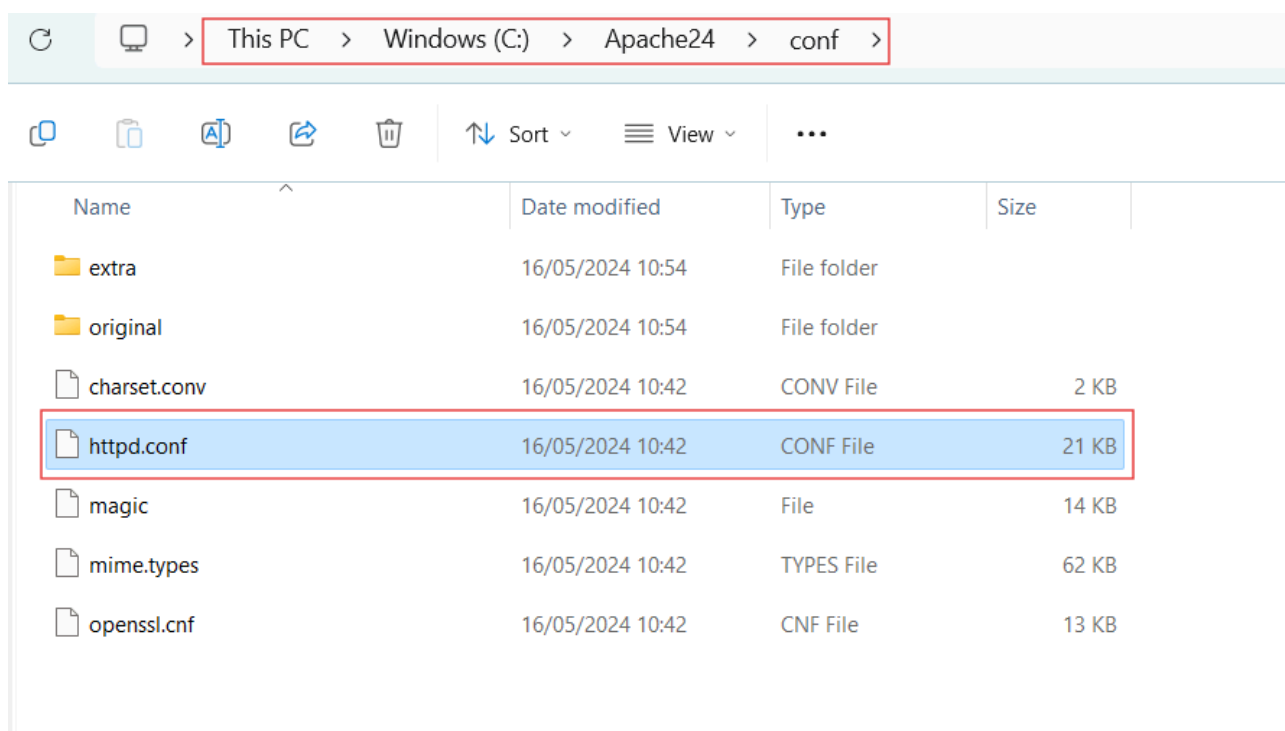 This PC > Windows (C:) > Apache24 > conf >
Sort View ...
Name Date modified Type Size
extra 16/05/2024 10:54 File folder
original 16/05/2024 10:54 File folder
charset.conv 16/05/2024 10:42 CONV File 2 KB
httpd.conf 16/05/2024 10:42 CONF File 21 KB
magic 16/05/2024 10:42 File 14 KB
mime.types 16/05/2024 10:42 TYPES File 62 KB
openssl.cnf 16/05/2024 10:42 CNF File 13 KB